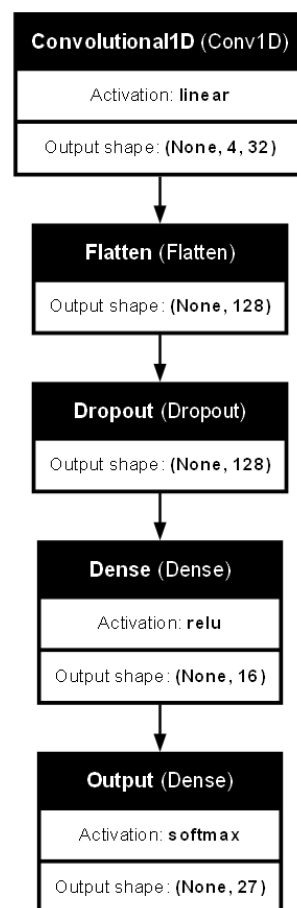 Convolutional1D (Conv1D)
Activation: linear
Output shape: (None, 4, 32)
Flatten (Flatten)
Output shape: (None, 128)
Dropout (Dropout)
Output shape: (None, 128)
Dense (Dense)
Activation: relu
Output shape: (None, 16)
Output (Dense)
Activation: softmax
Output shape: (None, 27)